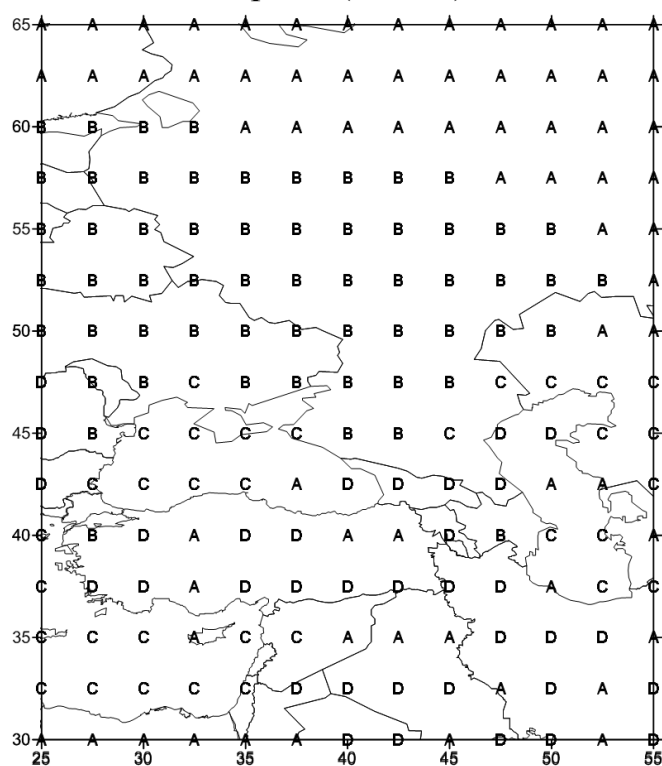 65 A A A A A A A A A A A A A
A A A A A A A A A A A A A
60 B B B B A A A A A A A A A
B B B B B B B B B A A A A
55 B B B B B B B B B B B A A
B B B B B B B B B B B B A
50 B B B B B B B B B B B A A
D B B C B B B B B C C C C
45 D B C C C C B B C D D C C
D C C C C A D D D D A A C
40 C B D A D D A A D B C C A
C D D A D D D D D D A C C
35 C C C A C C A A A D D D A
C C C C C D D D D A D A D
30 A A A A A A D D A D D D D
25 30 35 40 45 50 55